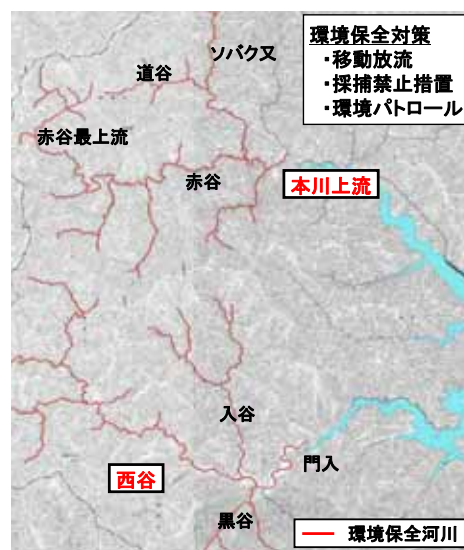 環境保全対策
・移動放流
・採捕禁止措置
・環境パトロール
ソバク又
道谷
赤谷最上流
赤谷
本川上流
入谷
門入
西谷
黒谷
環境保全河川